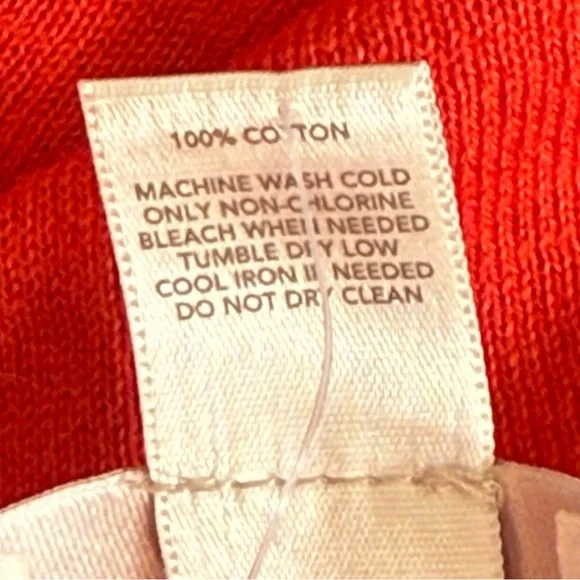 100% COTTON
MACHINE WASH COLD
ONLY NON-CHLORINE
BLEACH WHEN NEEDED
TUMBLE DRY LOW
COOL IRON IF NEEDED
DO NOT DRY CLEAN